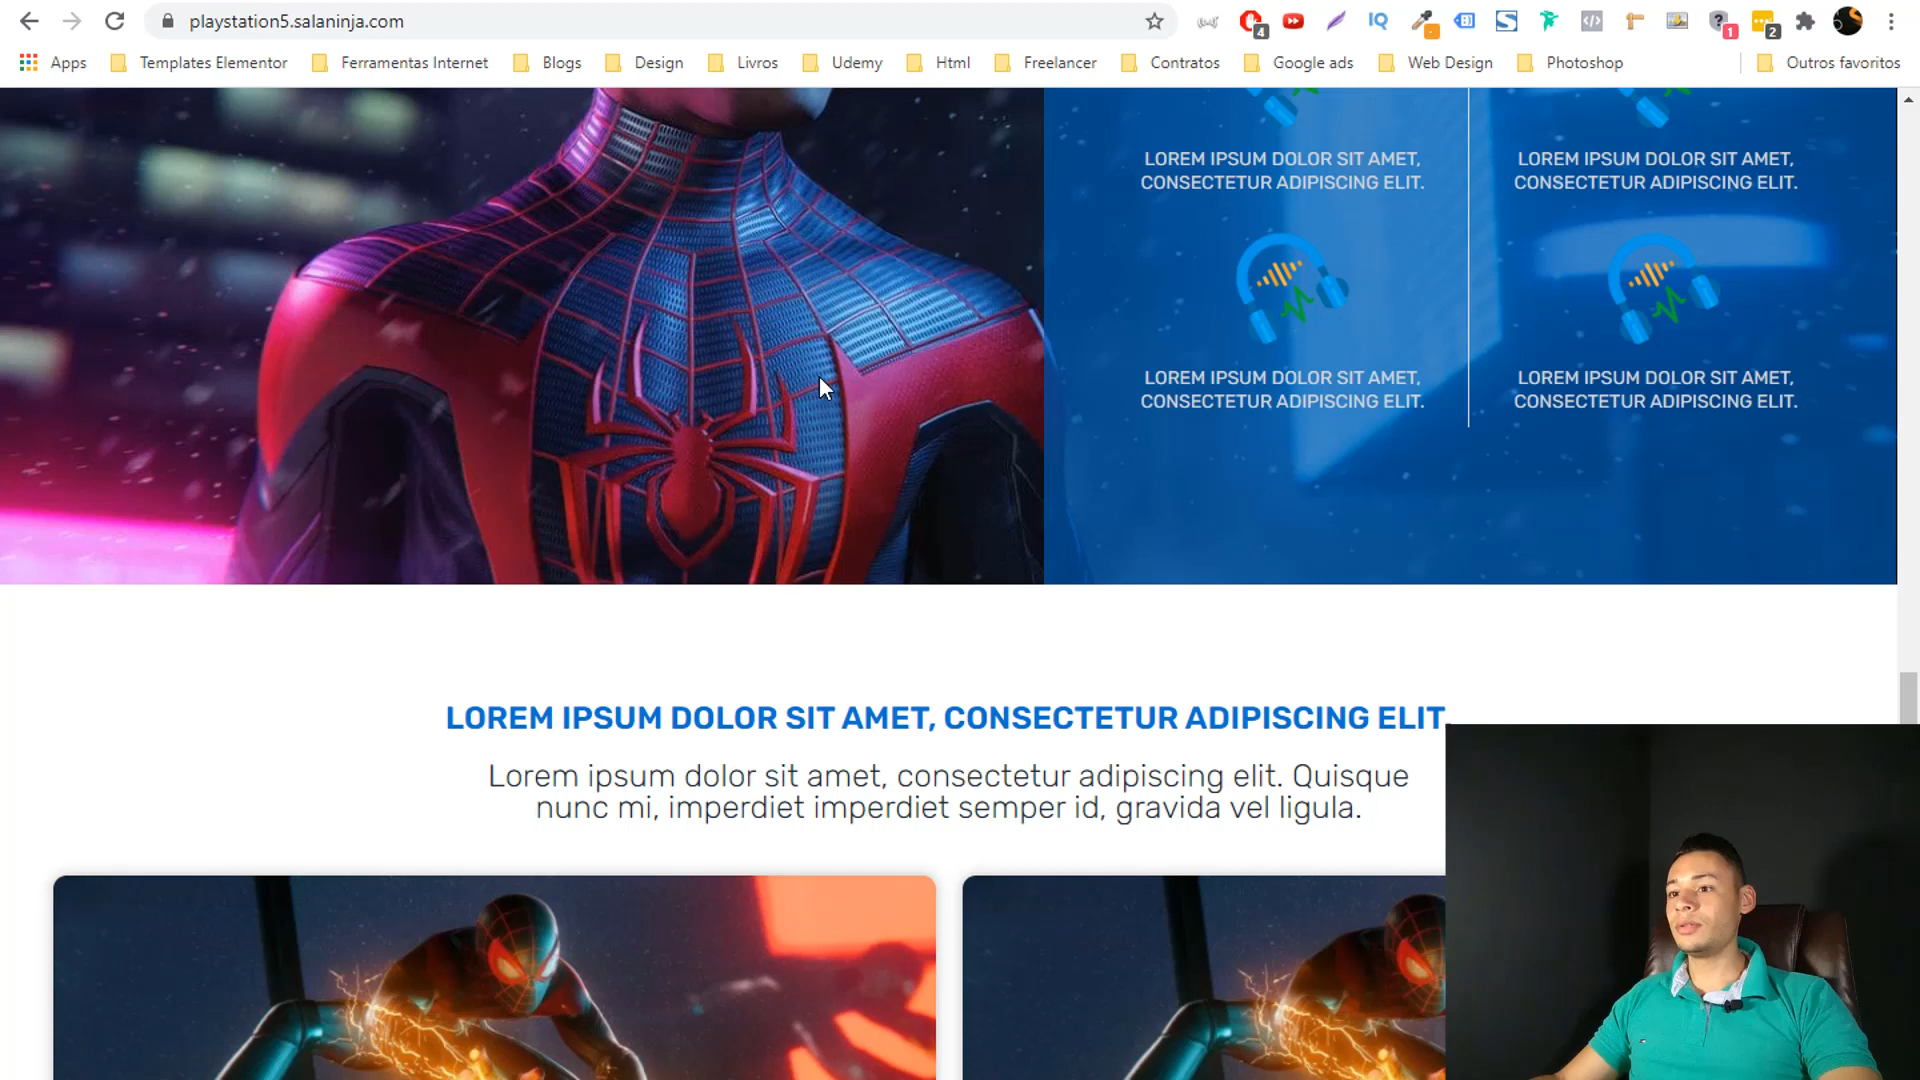 playstation5.salaninja.com
4
IQ
1
2
Apps
Templates Elementor
Ferramentas Internet
Blogs
Design
Livros
Udemy
Html
Freelancer
Contratos
Google ads
Web Design
Photoshop
Outros favoritos
LOREM IPSUM DOLOR SIT AMET,
CONSECTETUR ADIPISCING ELIT.
LOREM IPSUM DOLOR SIT AMET,
CONSECTETUR ADIPISCING ELIT.
LOREM IPSUM DOLOR SIT AMET,
CONSECTETUR ADIPISCING ELIT.
LOREM IPSUM DOLOR SIT AMET,
CONSECTETUR ADIPISCING ELIT.
LOREM IPSUM DOLOR SIT AMET, CONSECTETUR ADIPISCING ELIT.
Lorem ipsum dolor sit amet, consectetur adipiscing elit. Quisque
nunc mi, imperdiet imperdiet semper id, gravida vel ligula.